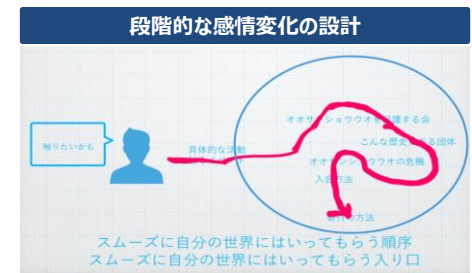 段階的な感情変化の設計
触りたいかも
具体的な活動
オオサンショウウオを保護する会
こんな歴史ある団体
オオサンショウウオの危機
入会方法
寄付の方法
スムーズに自分の世界にはいってもらう順序
スムーズに自分の世界にはいってもらう入り口